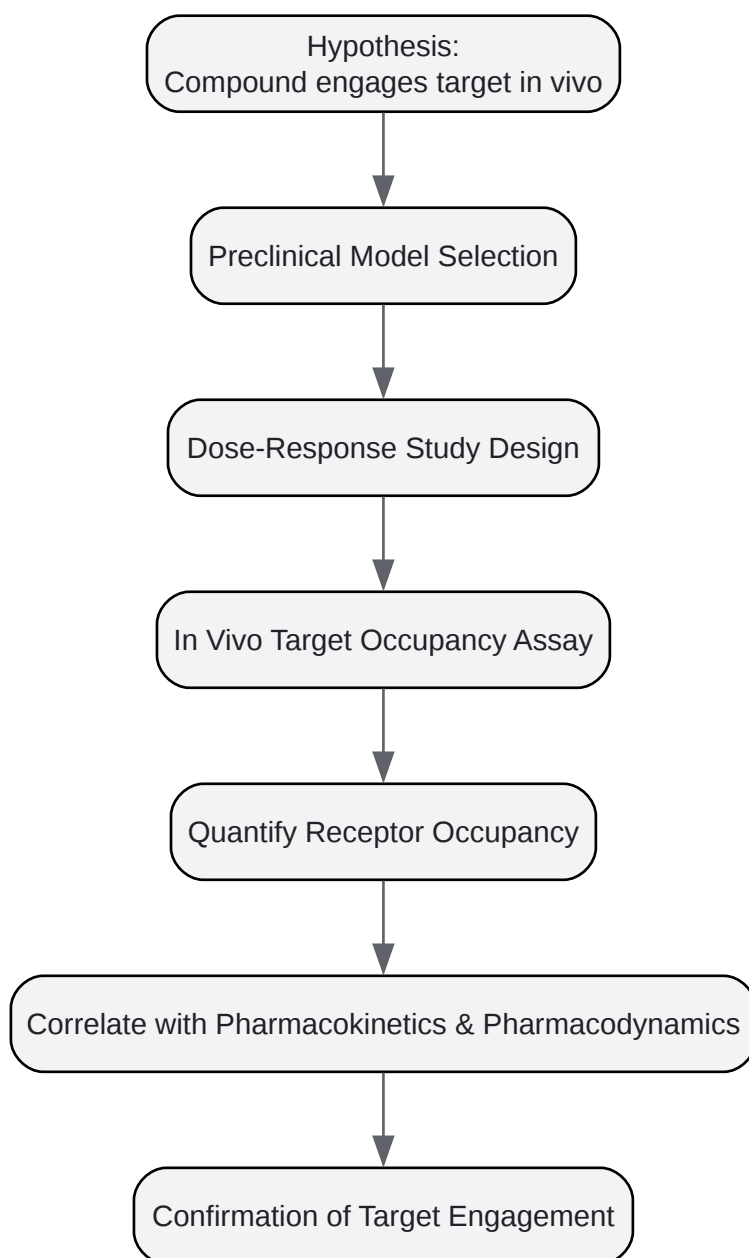 Hypothesis:
Compound engages target in vivo
Preclinical Model Selection
Dose-Response Study Design
In Vivo Target Occupancy Assay
Quantify Receptor Occupancy
Correlate with Pharmacokinetics & Pharmacodynamics
Confirmation of Target Engagement